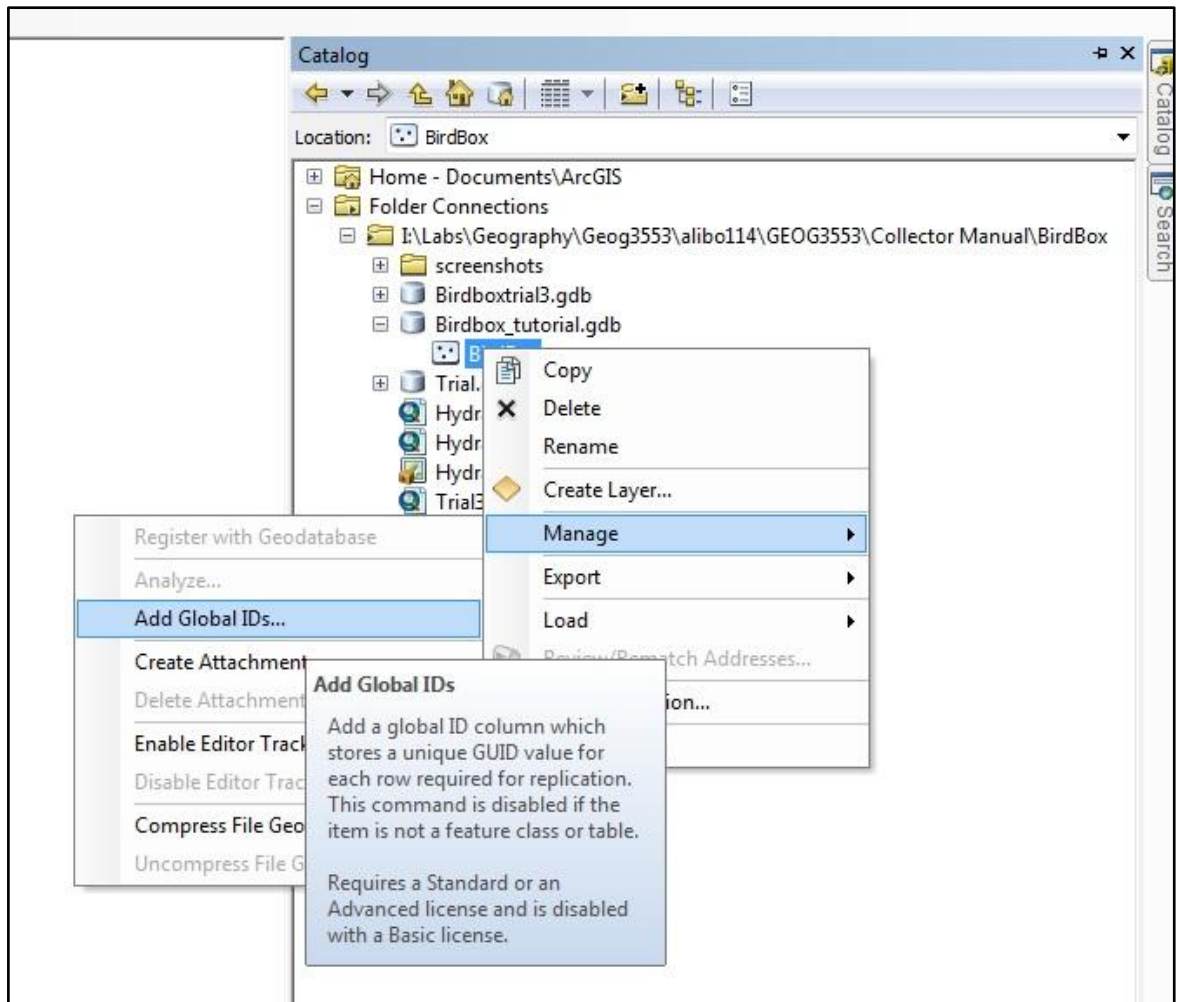 Catalog
Location: BirdBox
Home - Documents\ArcGIS
Folder Connections
I:\Labs\Geography\Geog3553\alibo114\GEOG3553\Collector Manual\BirdBox
screenshots
Birdboxtrial3.gdb
Birdbox_tutorial.gdb
Trial.
Hydr
Hydr
Hydr
Trial3
Copy
Delete
Rename
Create Layer...
Manage
Export
Load
Review/Rematch Addresses...
ion...
Register with Geodatabase
Analyze...
Add Global IDs...
Create Attachment
Delete Attachment
Enable Editor Track
Disable Editor Trac
Compress File Geo
Uncompress File G
Add Global IDs
Add a global ID column which
stores a unique GUID value for
each row required for replication.
This command is disabled if the
item is not a feature class or table.
Requires a Standard or an
Advanced license and is disabled
with a Basic license.
Catalog
Search